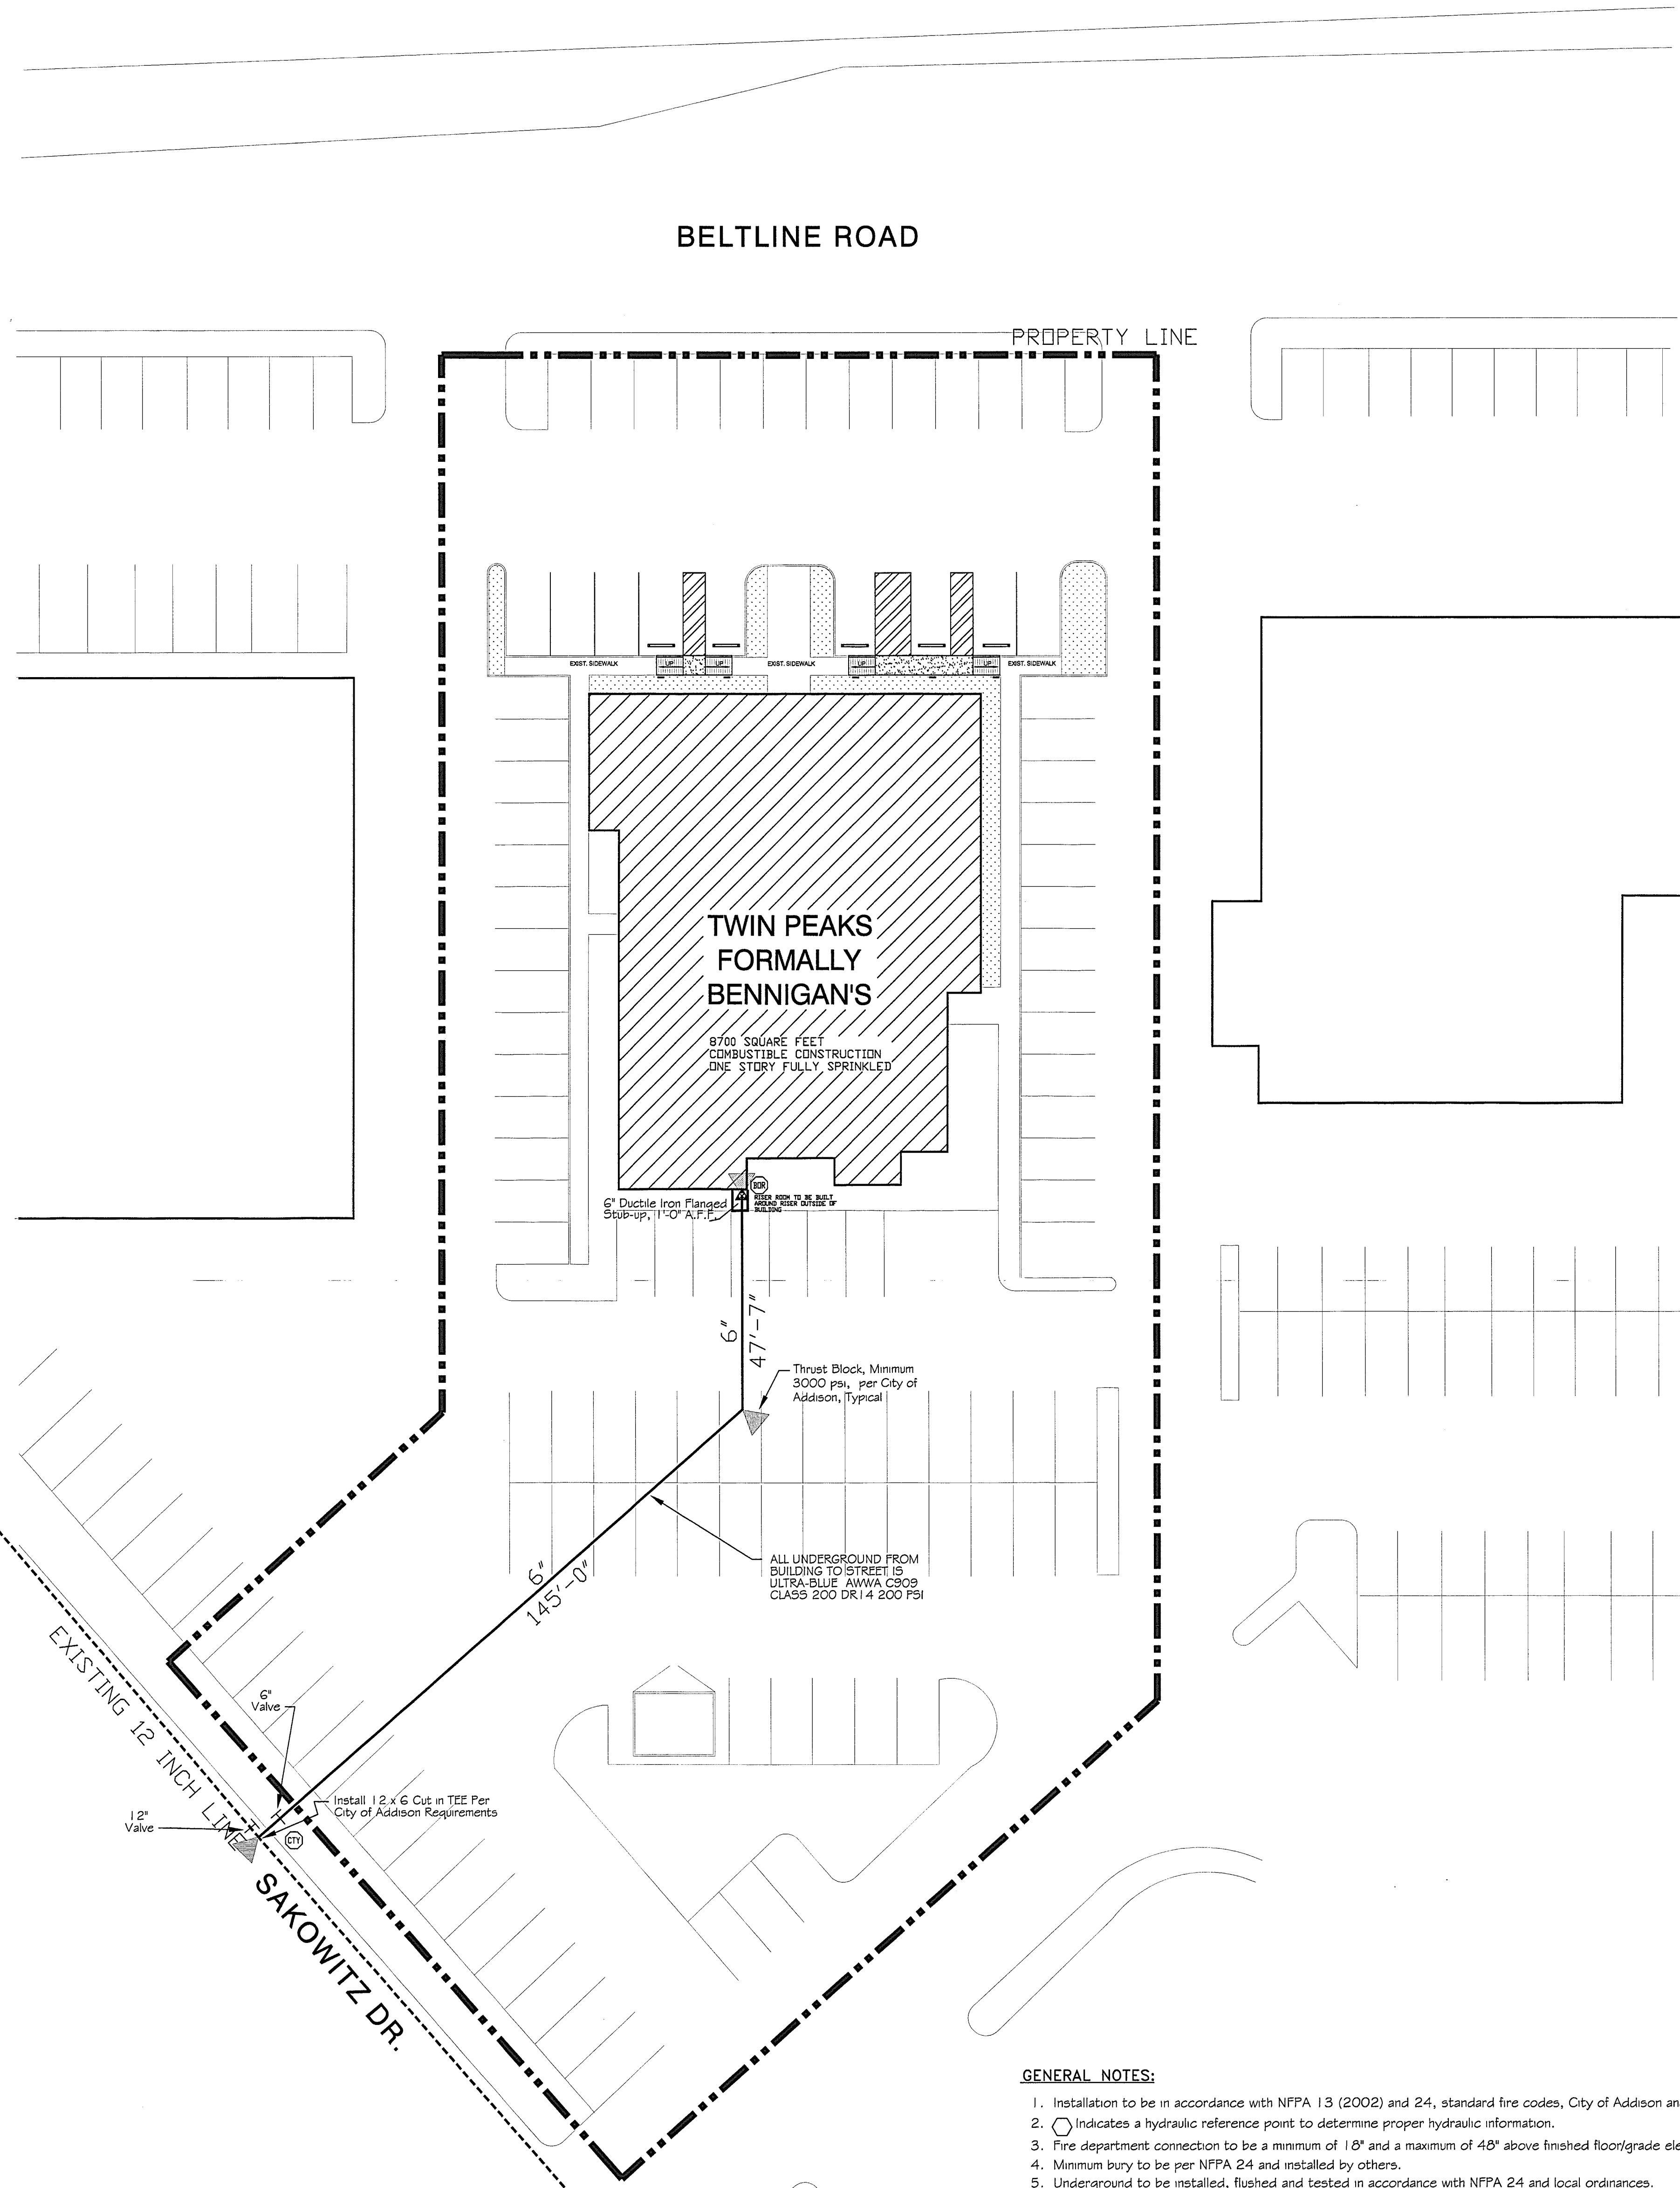 BELTLINE ROAD
PROPERTY LINE
EXIST. SIDEWALK
UP
UP
EXIST. SIDEWALK
UP
UP
EXIST. SIDEWALK
TWIN PEAKS
FORMALLY
BENNIGAN'S
8700 SQUARE FEET
COMBUSTIBLE CONSTRUCTION
ONE STORY FULLY SPRINKLED
BOR
RISER ROOM TO BE BUILT
AROUND RISER OUTSIDE OF
BUILDING
6" Ductile Iron Flanged
Stub-up, 1'-0" A.F.F.
6"
47'-7"
Thrust Block, Minimum
3000 psi, per City of
Addison, Typical
ALL UNDERGROUND FROM
BUILDING TO STREET IS
ULTRA-BLUE AWWA C909
CLASS 200 DR14 200 PSI
6"
145'-0"
EXISTING 12 INCH LINE
6"
Valve
Install 12 x 6 Cut in TEE Per
City of Addison Requirements
12"
Valve
CTY
SAKOWITZ DR.
GENERAL NOTES:
1. Installation to be in accordance with NFPA 13 (2002) and 24, standard fire codes, City of Addison an
2. Indicates a hydraulic reference point to determine proper hydraulic information.
3. Fire department connection to be a minimum of 18" and a maximum of 48" above finished floor/grade ele
4. Minimum bury to be per NFPA 24 and installed by others.
5. Underground to be installed, flushed and tested in accordance with NFPA 24 and local ordinances.